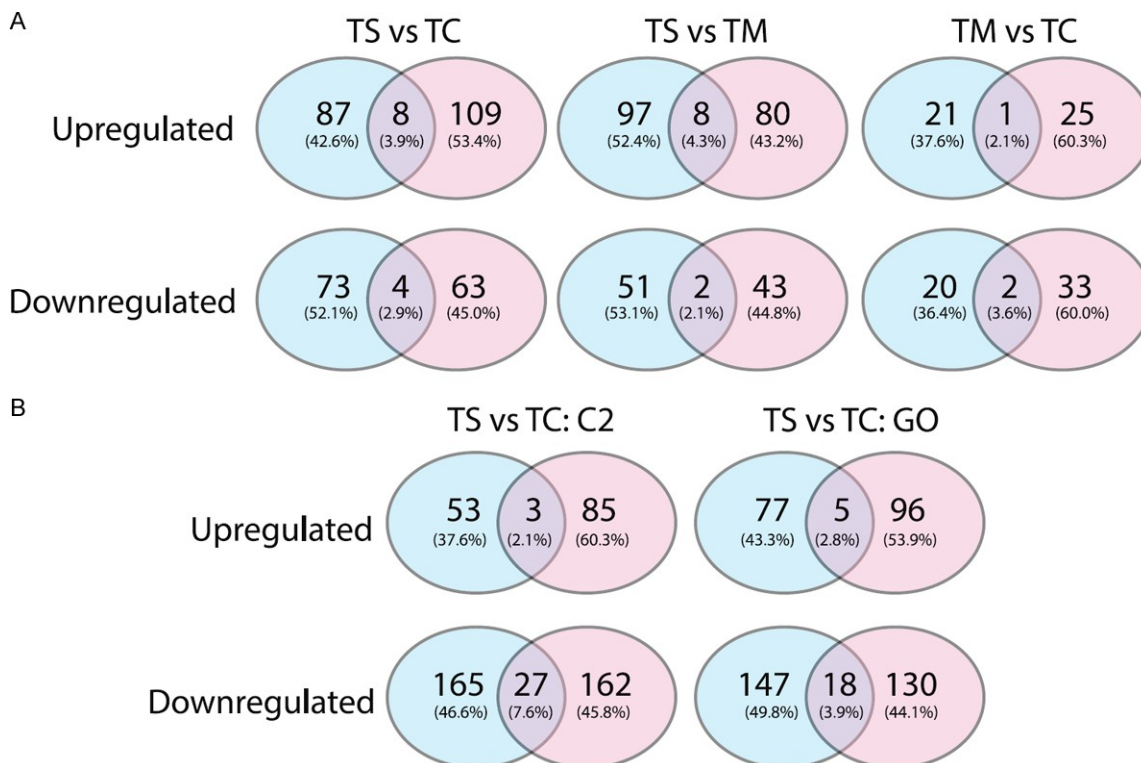 A
TS vs TC TS vs TM TM vs TC
Upregulated
87 8 109 97 8 80 21 1 25
(42.6%) (3.9%) (53.4%) (52.4%) (4.3%) (43.2%) (37.6%) (2.1%) (60.3%)
Downregulated
73 4 63 51 2 43 20 2 33
(52.1%) (2.9%) (45.0%) (53.1%) (2.1%) (44.8%) (36.4%) (3.6%) (60.0%)
B
TS vs TC: C2 TS vs TC: GO
Upregulated
53 3 85 77 5 96
(37.6%) (2.1%) (60.3%) (43.3%) (2.8%) (53.9%)
Downregulated
165 27 162 147 18 130
(46.6%) (7.6%) (45.8%) (49.8%) (3.9%) (44.1%)